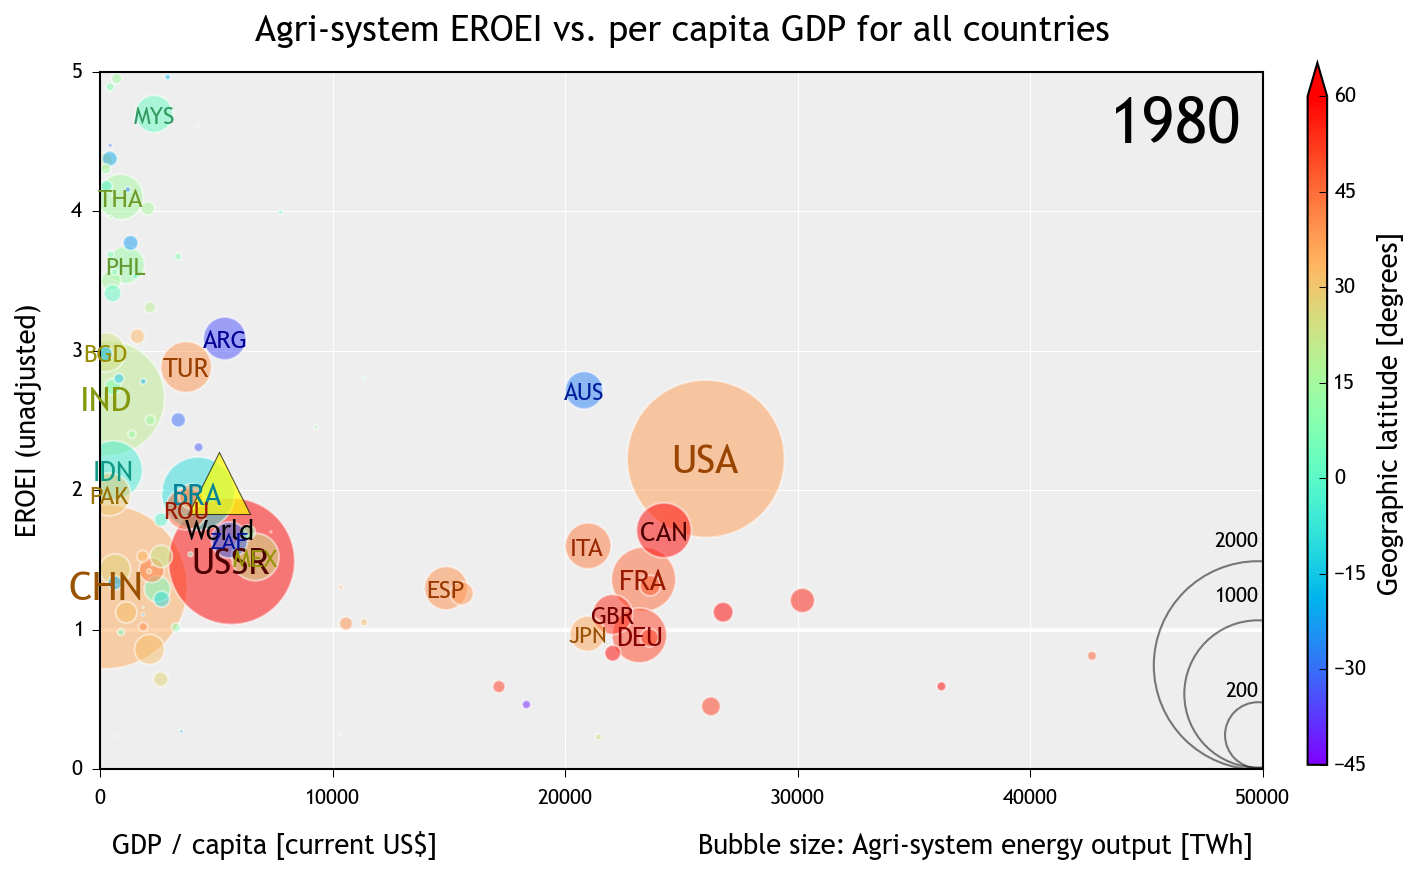 Agri-system EROEI vs. per capita GDP for all countries
1980
EROEI (unadjusted)
5
4
3
2
1
0
MYS
THA
PHL
ARG
BGD
TUR
AUS
IND
USA
IDN
PAK
BRA
ROU
World
ZAF
MEX
USSR
CAN
ITA
CHN
ESP
FRA
GBR
JPN
DEU
2000
1000
200
0
10000
20000
30000
40000
50000
GDP / capita [current US$]
Bubble size: Agri-system energy output [TWh]
60
45
30
15
0
−15
−30
−45
Geographic latitude [degrees]